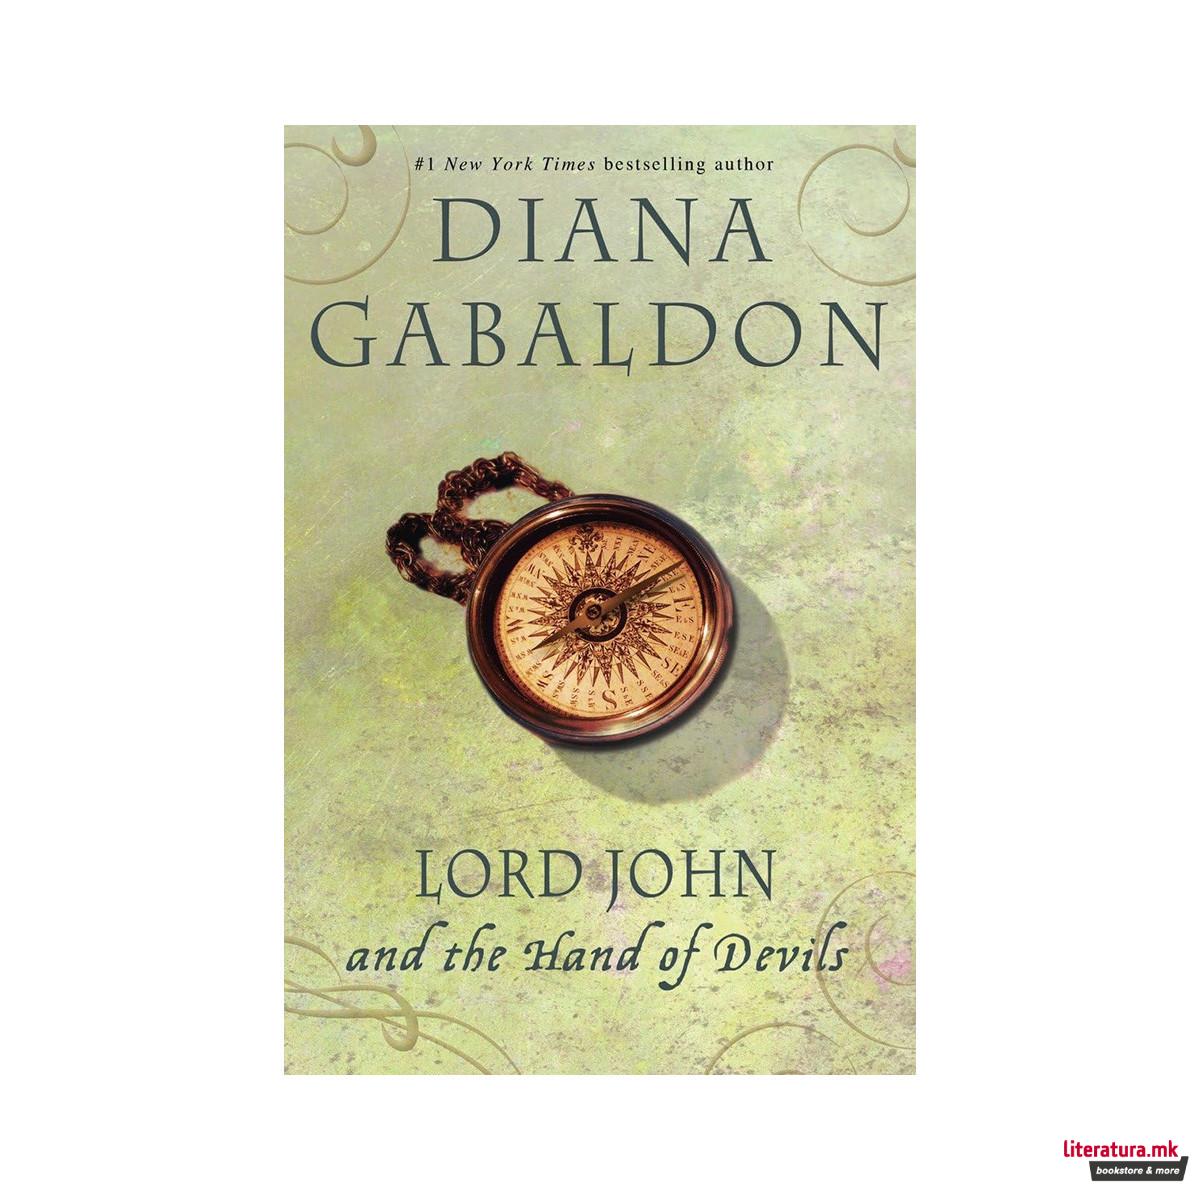 #1 New York Times bestselling author
DIANA
GABALDON
S
E
SE
LORD JOHN
and the Hand of Devils
literatura.mk
bookstore & more